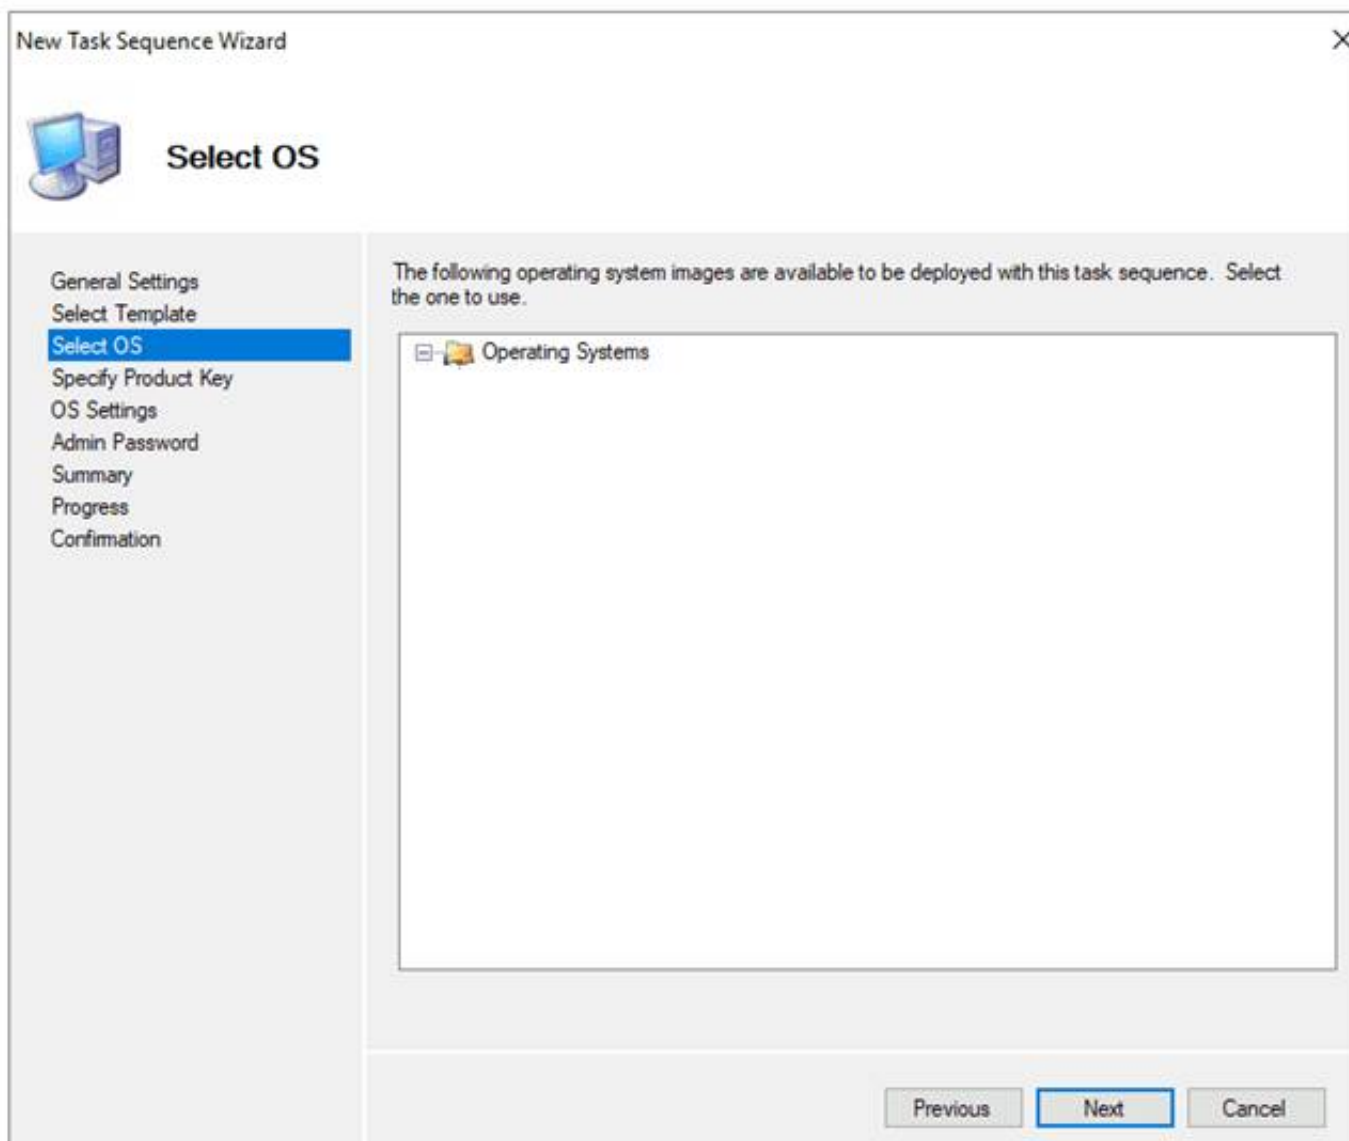 New Task Sequence Wizard
Select OS
General Settings
Select Template
Select OS
Specify Product Key
OS Settings
Admin Password
Summary
Progress
Confirmation
The following operating system images are available to be deployed with this task sequence.  Select
the one to use.
Operating Systems
Previous
Next
Cancel